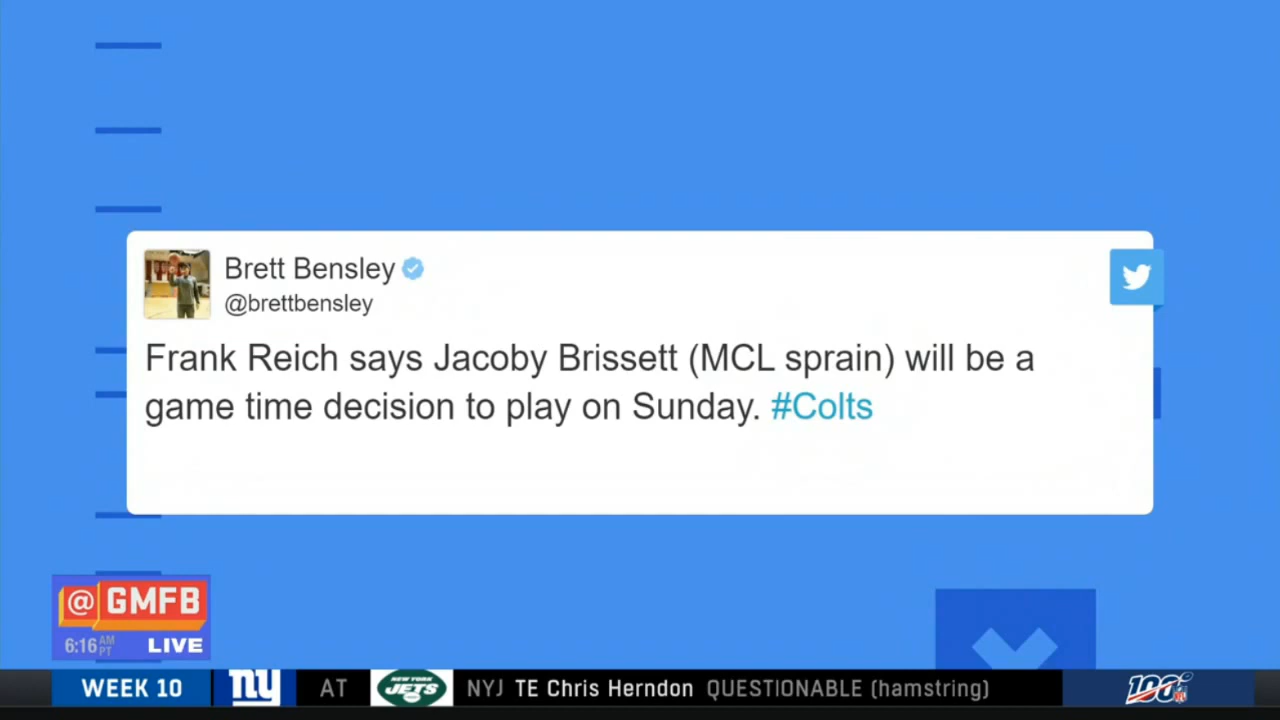 Brett Bensley
@brettbensley
Frank Reich says Jacoby Brissett (MCL sprain) will be a
game time decision to play on Sunday. #Colts
@ GMFB
6:16 AM PT LIVE
WEEK 10 ny AT NEW YORK JETS NYJ TE Chris Herndon QUESTIONABLE (hamstring) 100 NFL